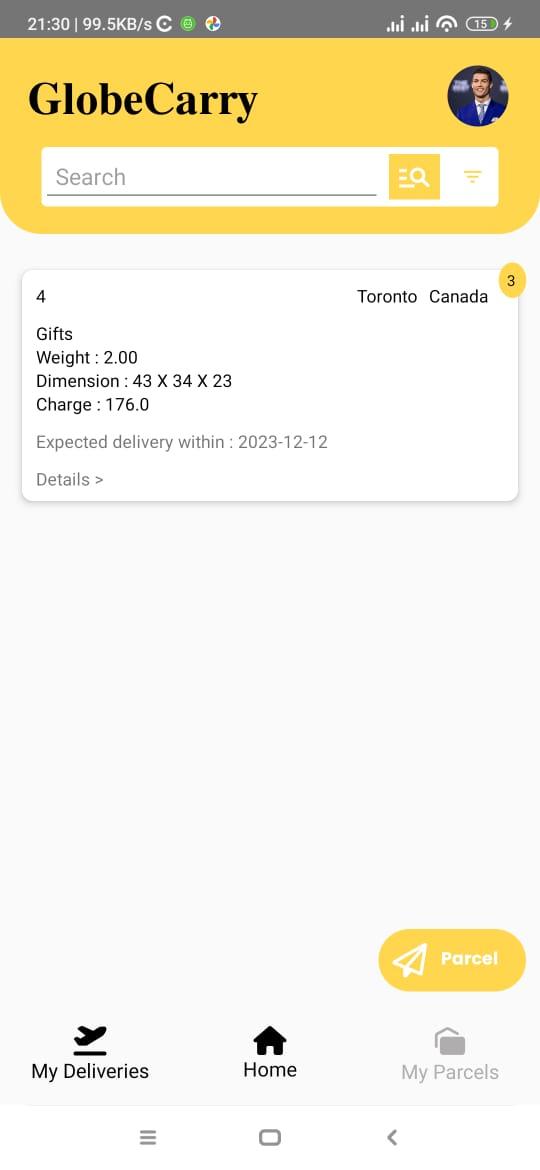 21:30 | 99.5KB/s
15
GlobeCarry
Search
3
4 Toronto Canada
Gifts
Weight : 2.00
Dimension : 43 X 34 X 23
Charge : 176.0
Expected delivery within : 2023-12-12
Details >
Parcel
My Deliveries
Home
My Parcels